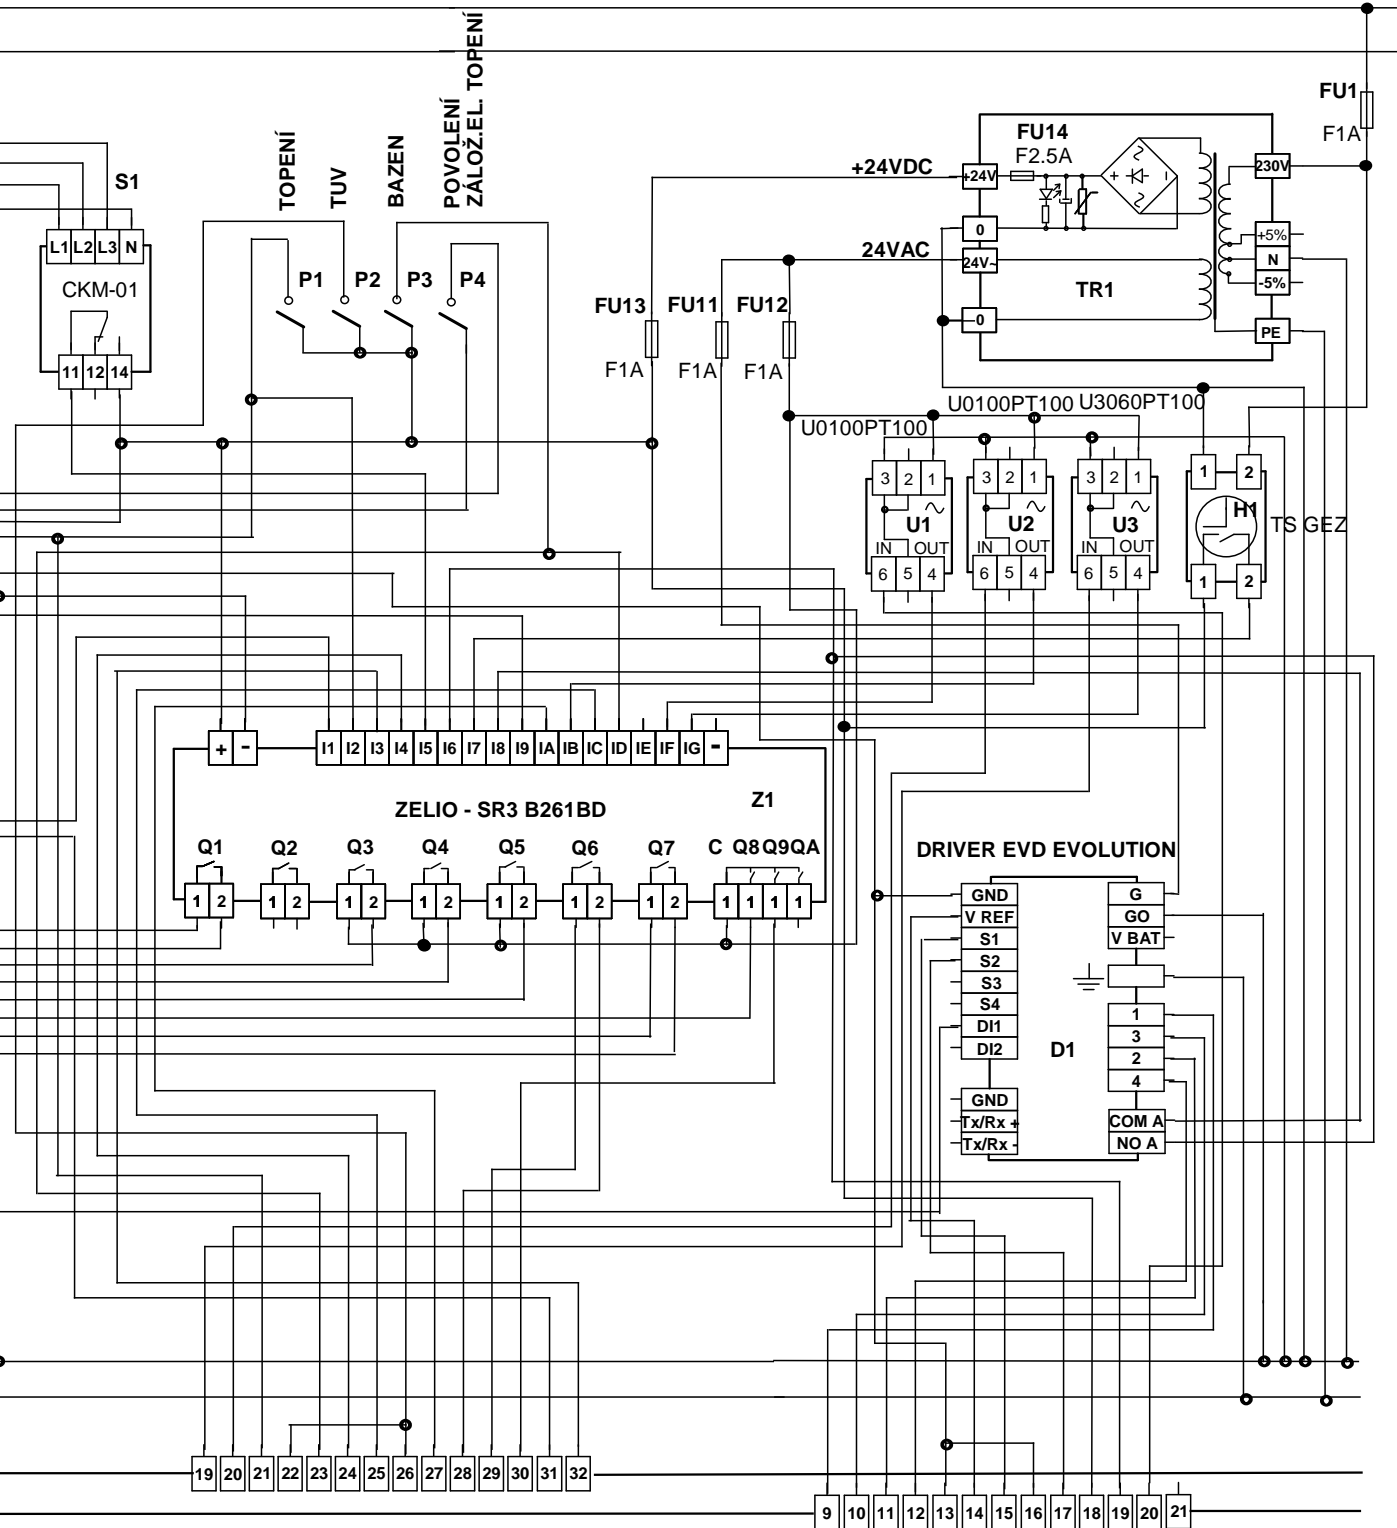 TOPENÍ
TUV
BAZEN
POVOLENÍ
ZÁLOŽ.EL. TOPENÍ
FU1
F1A
S1
L1 L2 L3 N
CKM-01
11 12 14
P1 P2 P3 P4
+24VDC
24VAC
FU14
F2.5A
+24V
0
24V~
0
TR1
230V
+5%
N
-5%
PE
FU13 FU11 FU12
F1A F1A F1A
U0100PT100
U0100PT100
U3060PT100
3 2 1
U1
IN OUT
6 5 4
3 2 1
U2
IN OUT
6 5 4
3 2 1
U3
IN OUT
6 5 4
1 2
H1
TS GEZ
1 2
+ -
I1 I2 I3 I4 I5 I6 I7 I8 I9 IA IB IC ID IE IF IG -
ZELIO - SR3 B261BD
Z1
Q1 Q2 Q3 Q4 Q5 Q6 Q7 C Q8 Q9 QA
1 2 1 2 1 2 1 2 1 2 1 2 1 2 1 1 1 1
DRIVER EVD EVOLUTION
GND
V REF
S1
S2
S3
S4
DI1
DI2
GND
Tx/Rx +
Tx/Rx -
D1
G
GO
V BAT
1
3
2
4
COM A
NO A
19 20 21 22 23 24 25 26 27 28 29 30 31 32
9 10 11 12 13 14 15 16 17 18 19 20 21